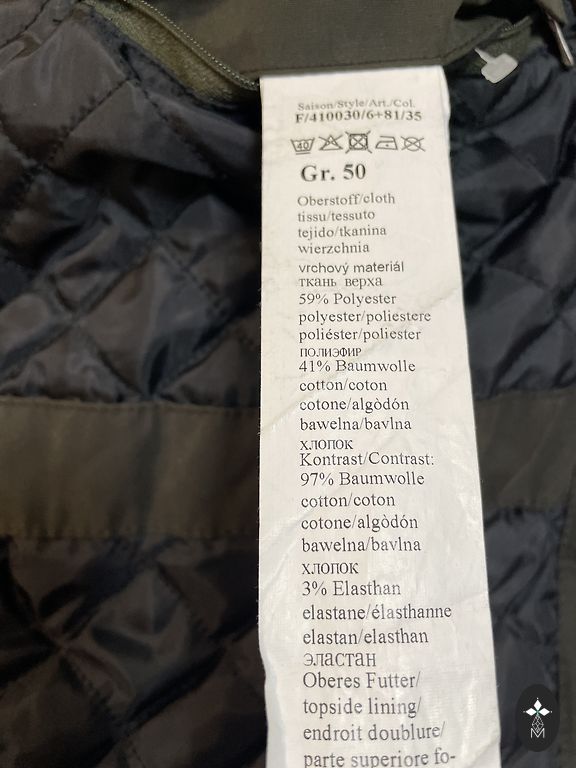 Saison/Style/Art./Col.
F/410030/6+81/35
40
Gr. 50
Oberstoff/cloth
tissu/tessuto
tejido/tkanina
wierzchnia
vrchový materiál
ткань верха
59% Polyester
polyester/poliestere
poliéster/poliester
ПОЛИЭФИР
41% Baumwolle
cotton/coton
cotone/algòdón
bawelna/bavlna
хлопок
Kontrast/Contrast:
97% Baumwolle
cotton/coton
cotone/algòdón
bawelna/bavlna
хлопок
3% Elasthan
elastane/élasthanne
elastan/elasthan
эластан
Oberes Futter/
topside lining/
endroit doublure/
parte superiore fo-